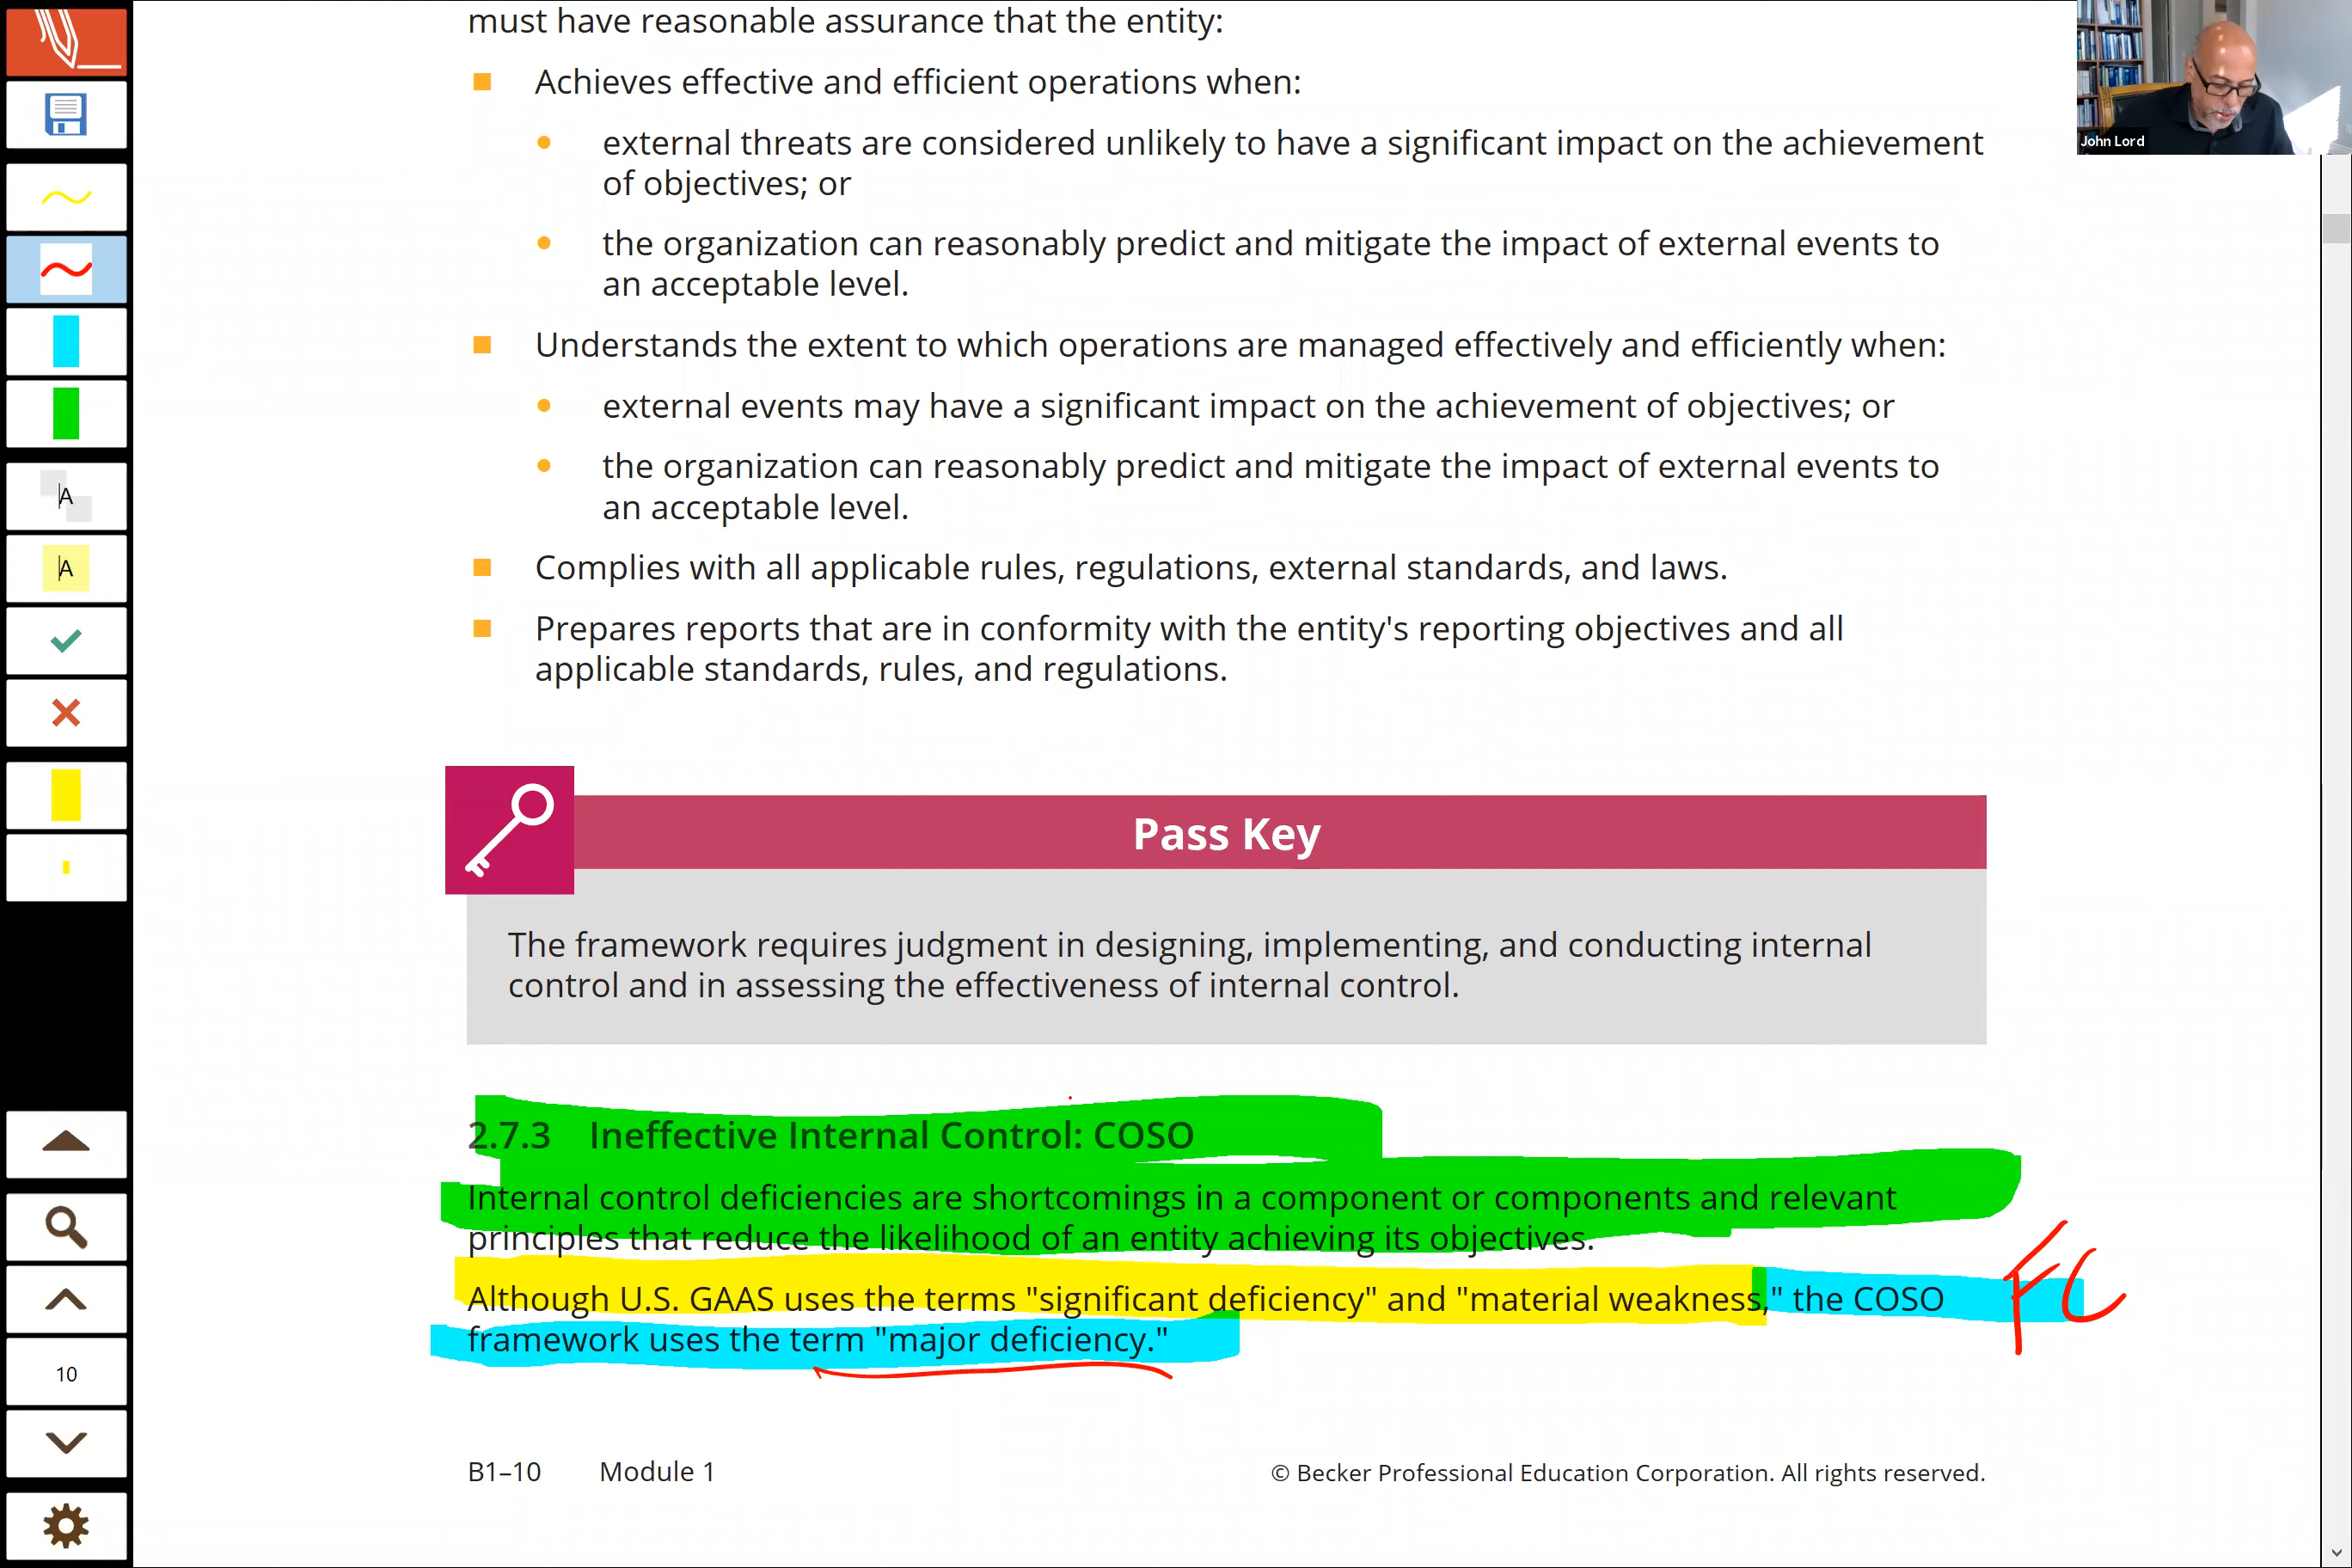 must have reasonable assurance that the entity:
Achieves effective and efficient operations when:
external threats are considered unlikely to have a significant impact on the achievement
of objectives; or
the organization can reasonably predict and mitigate the impact of external events to
an acceptable level.
Understands the extent to which operations are managed effectively and efficiently when:
external events may have a significant impact on the achievement of objectives; or
the organization can reasonably predict and mitigate the impact of external events to
an acceptable level.
Complies with all applicable rules, regulations, external standards, and laws.
Prepares reports that are in conformity with the entity's reporting objectives and all
applicable standards, rules, and regulations.
Pass Key
The framework requires judgment in designing, implementing, and conducting internal
control and in assessing the effectiveness of internal control.
2.7.3 Ineffective Internal Control: COSO
Internal control deficiencies are shortcomings in a component or components and relevant
principles that reduce the likelihood of an entity achieving its objectives.
Although U.S. GAAS uses the terms "significant deficiency" and "material weakness," the COSO
framework uses the term "major deficiency."
B1–10 Module 1
© Becker Professional Education Corporation. All rights reserved.
John Lord
A
A
10